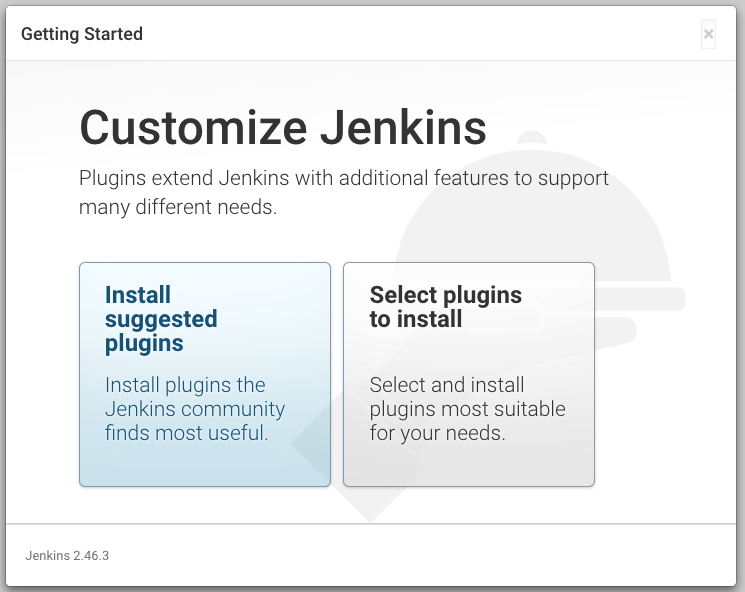 Getting Started
×
Customize Jenkins
Plugins extend Jenkins with additional features to support
many different needs.
Install
suggested
plugins
Install plugins the
Jenkins community
finds most useful.
Select plugins
to install
Select and install
plugins most suitable
for your needs.
Jenkins 2.46.3